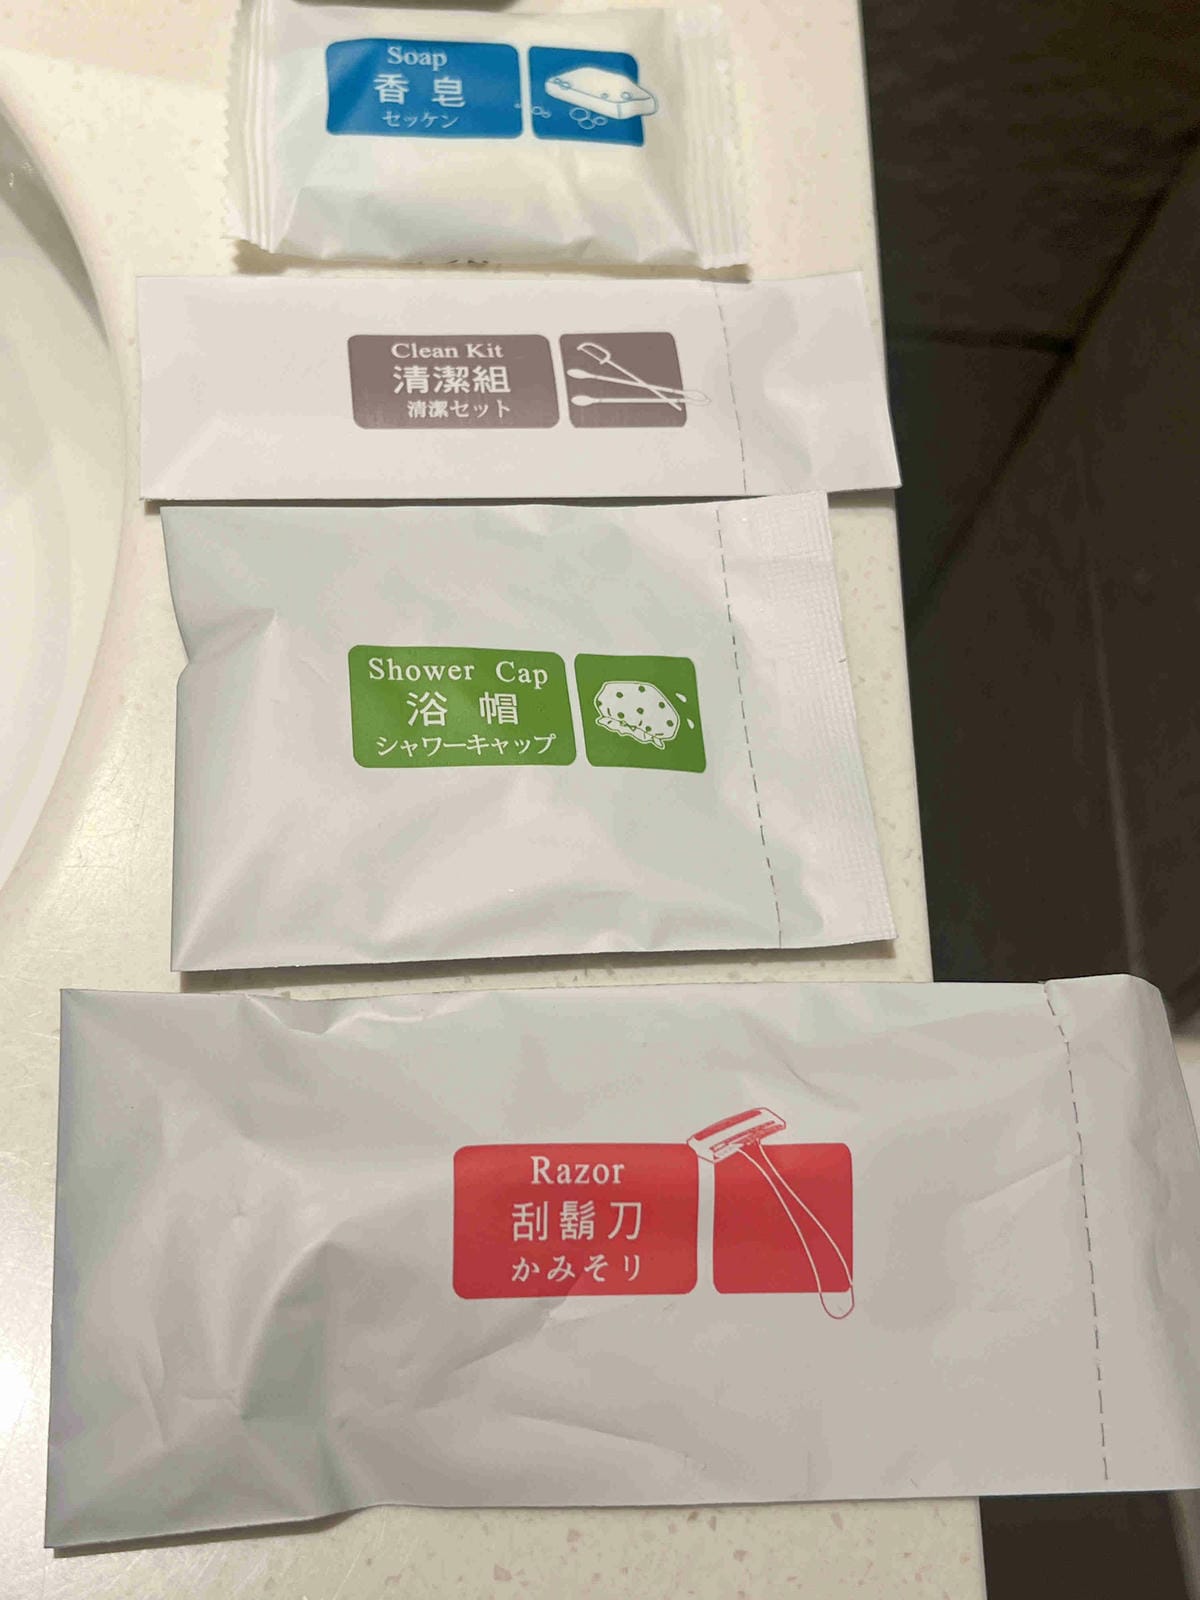 Soap
香皂
セッケン
Clean Kit
清潔組
清潔セット
Shower Cap
浴帽
シャワーキャップ
Razor
刮鬍刀
かみそり